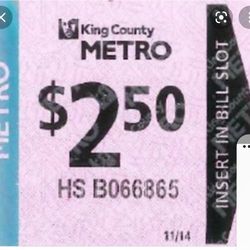 King County
METRO
$2.50
HS B066865
11/14
INSERT IN BILL SLOT
METRO